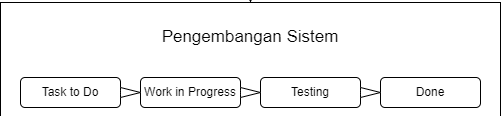 Pengembangan Sistem
Task to Do
Work in Progress
Testing
Done